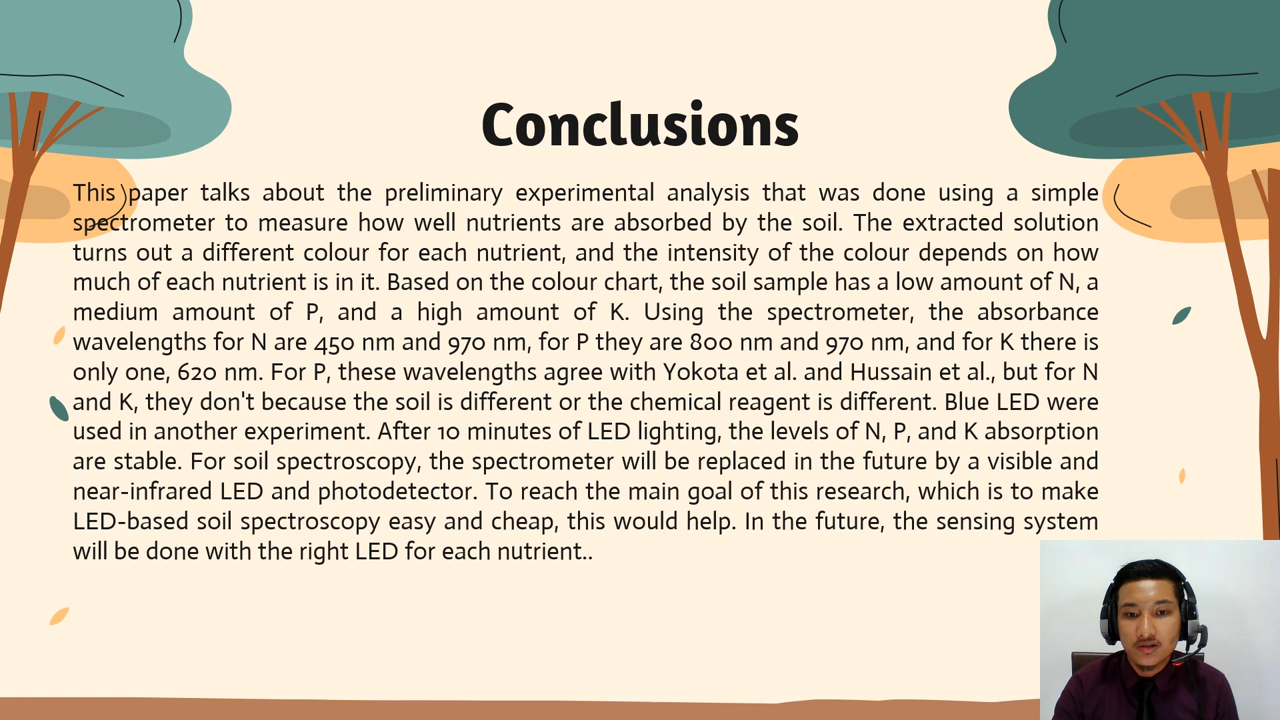 Conclusions
This paper talks about the preliminary experimental analysis that was done using a simple
spectrometer to measure how well nutrients are absorbed by the soil. The extracted solution
turns out a different colour for each nutrient, and the intensity of the colour depends on how
much of each nutrient is in it. Based on the colour chart, the soil sample has a low amount of N, a
medium amount of P, and a high amount of K. Using the spectrometer, the absorbance
wavelengths for N are 450 nm and 970 nm, for P they are 800 nm and 970 nm, and for K there is
only one, 620 nm. For P, these wavelengths agree with Yokota et al. and Hussain et al., but for N
and K, they don't because the soil is different or the chemical reagent is different. Blue LED were
used in another experiment. After 10 minutes of LED lighting, the levels of N, P, and K absorption
are stable. For soil spectroscopy, the spectrometer will be replaced in the future by a visible and
near-infrared LED and photodetector. To reach the main goal of this research, which is to make
LED-based soil spectroscopy easy and cheap, this would help. In the future, the sensing system
will be done with the right LED for each nutrient..